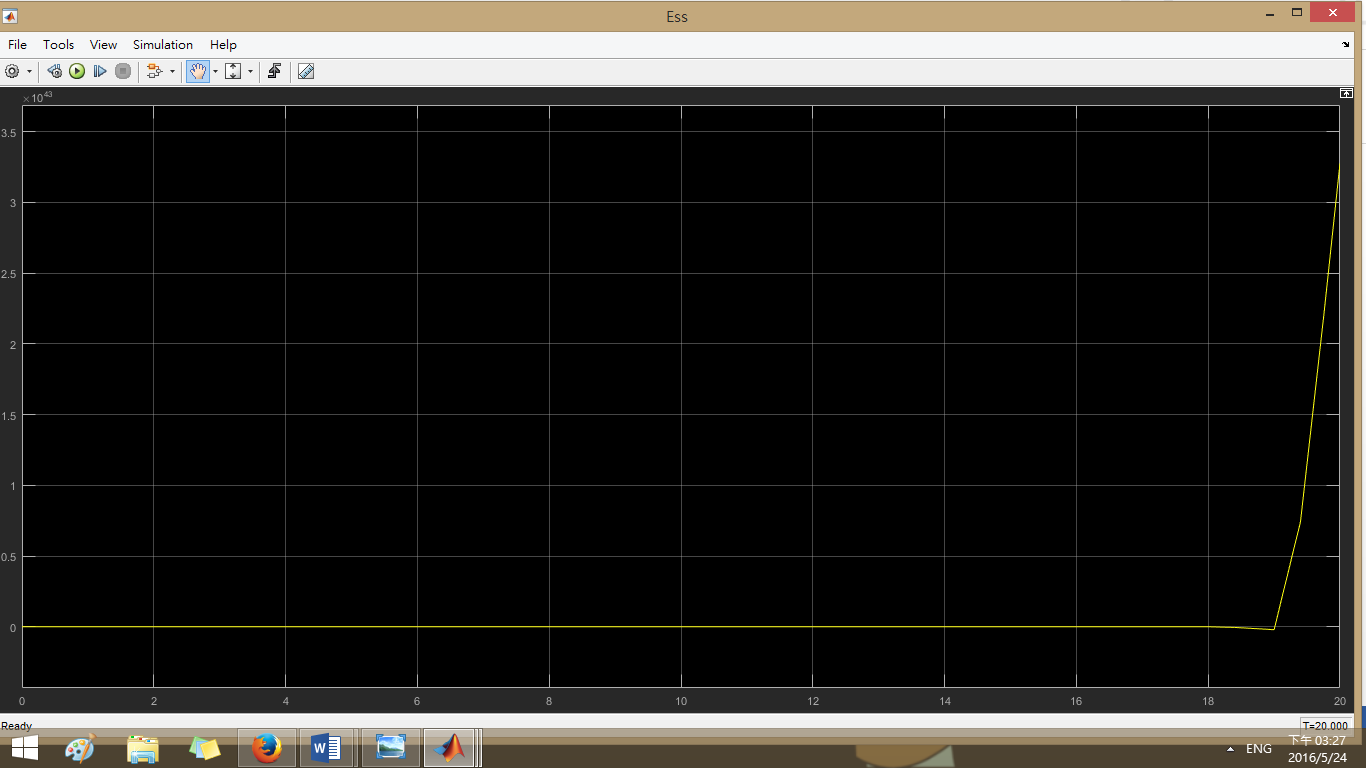 Ess
File Tools View Simulation Help
×10⁴³
3.5
3
2.5
2
1.5
1
0.5
0
0 2 4 6 8 10 12 14 16 18 20
Ready
T=20.000
ENG
下午 03:27
2016/5/24